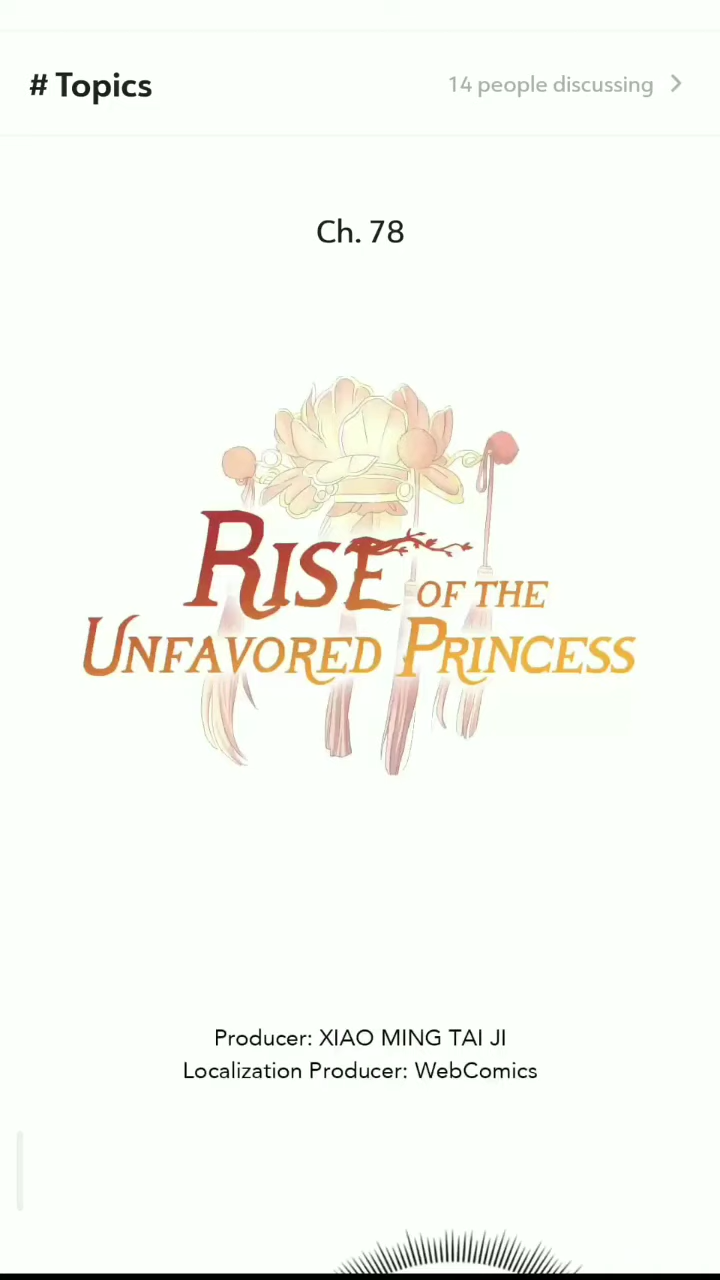 # Topics
14 people discussing
Ch. 78
RISE OF THE
UNFAVORED PRINCESS
Producer: XIAO MING TAI JI
Localization Producer: WebComics